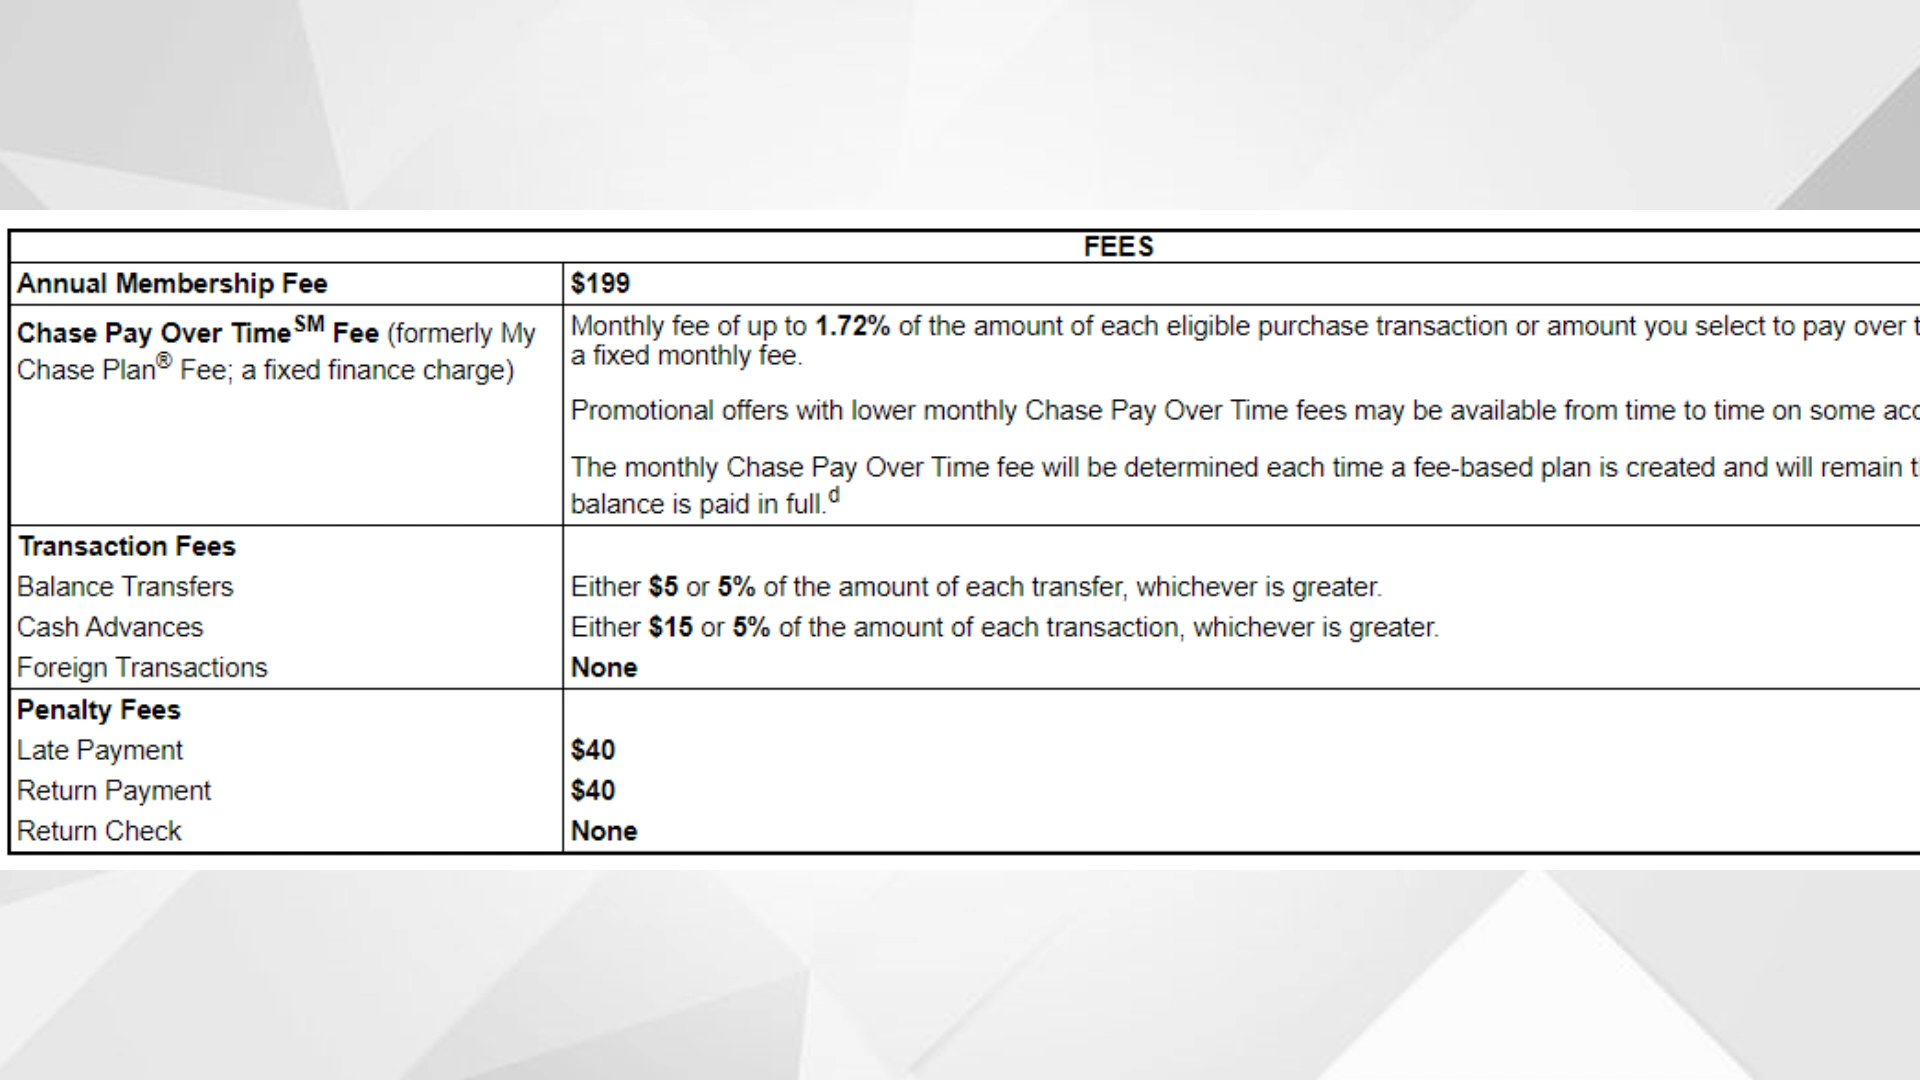 FEES
Annual Membership Fee $199
Chase Pay Over Time℠ Fee (formerly My
Chase Plan® Fee; a fixed finance charge)
Monthly fee of up to 1.72% of the amount of each eligible purchase transaction or amount you select to pay over
a fixed monthly fee.
Promotional offers with lower monthly Chase Pay Over Time fees may be available from time to time on some
The monthly Chase Pay Over Time fee will be determined each time a fee-based plan is created and will remain
balance is paid in full.d
Transaction Fees
Balance Transfers Either $5 or 5% of the amount of each transfer, whichever is greater.
Cash Advances Either $15 or 5% of the amount of each transaction, whichever is greater.
Foreign Transactions None
Penalty Fees
Late Payment $40
Return Payment $40
Return Check None